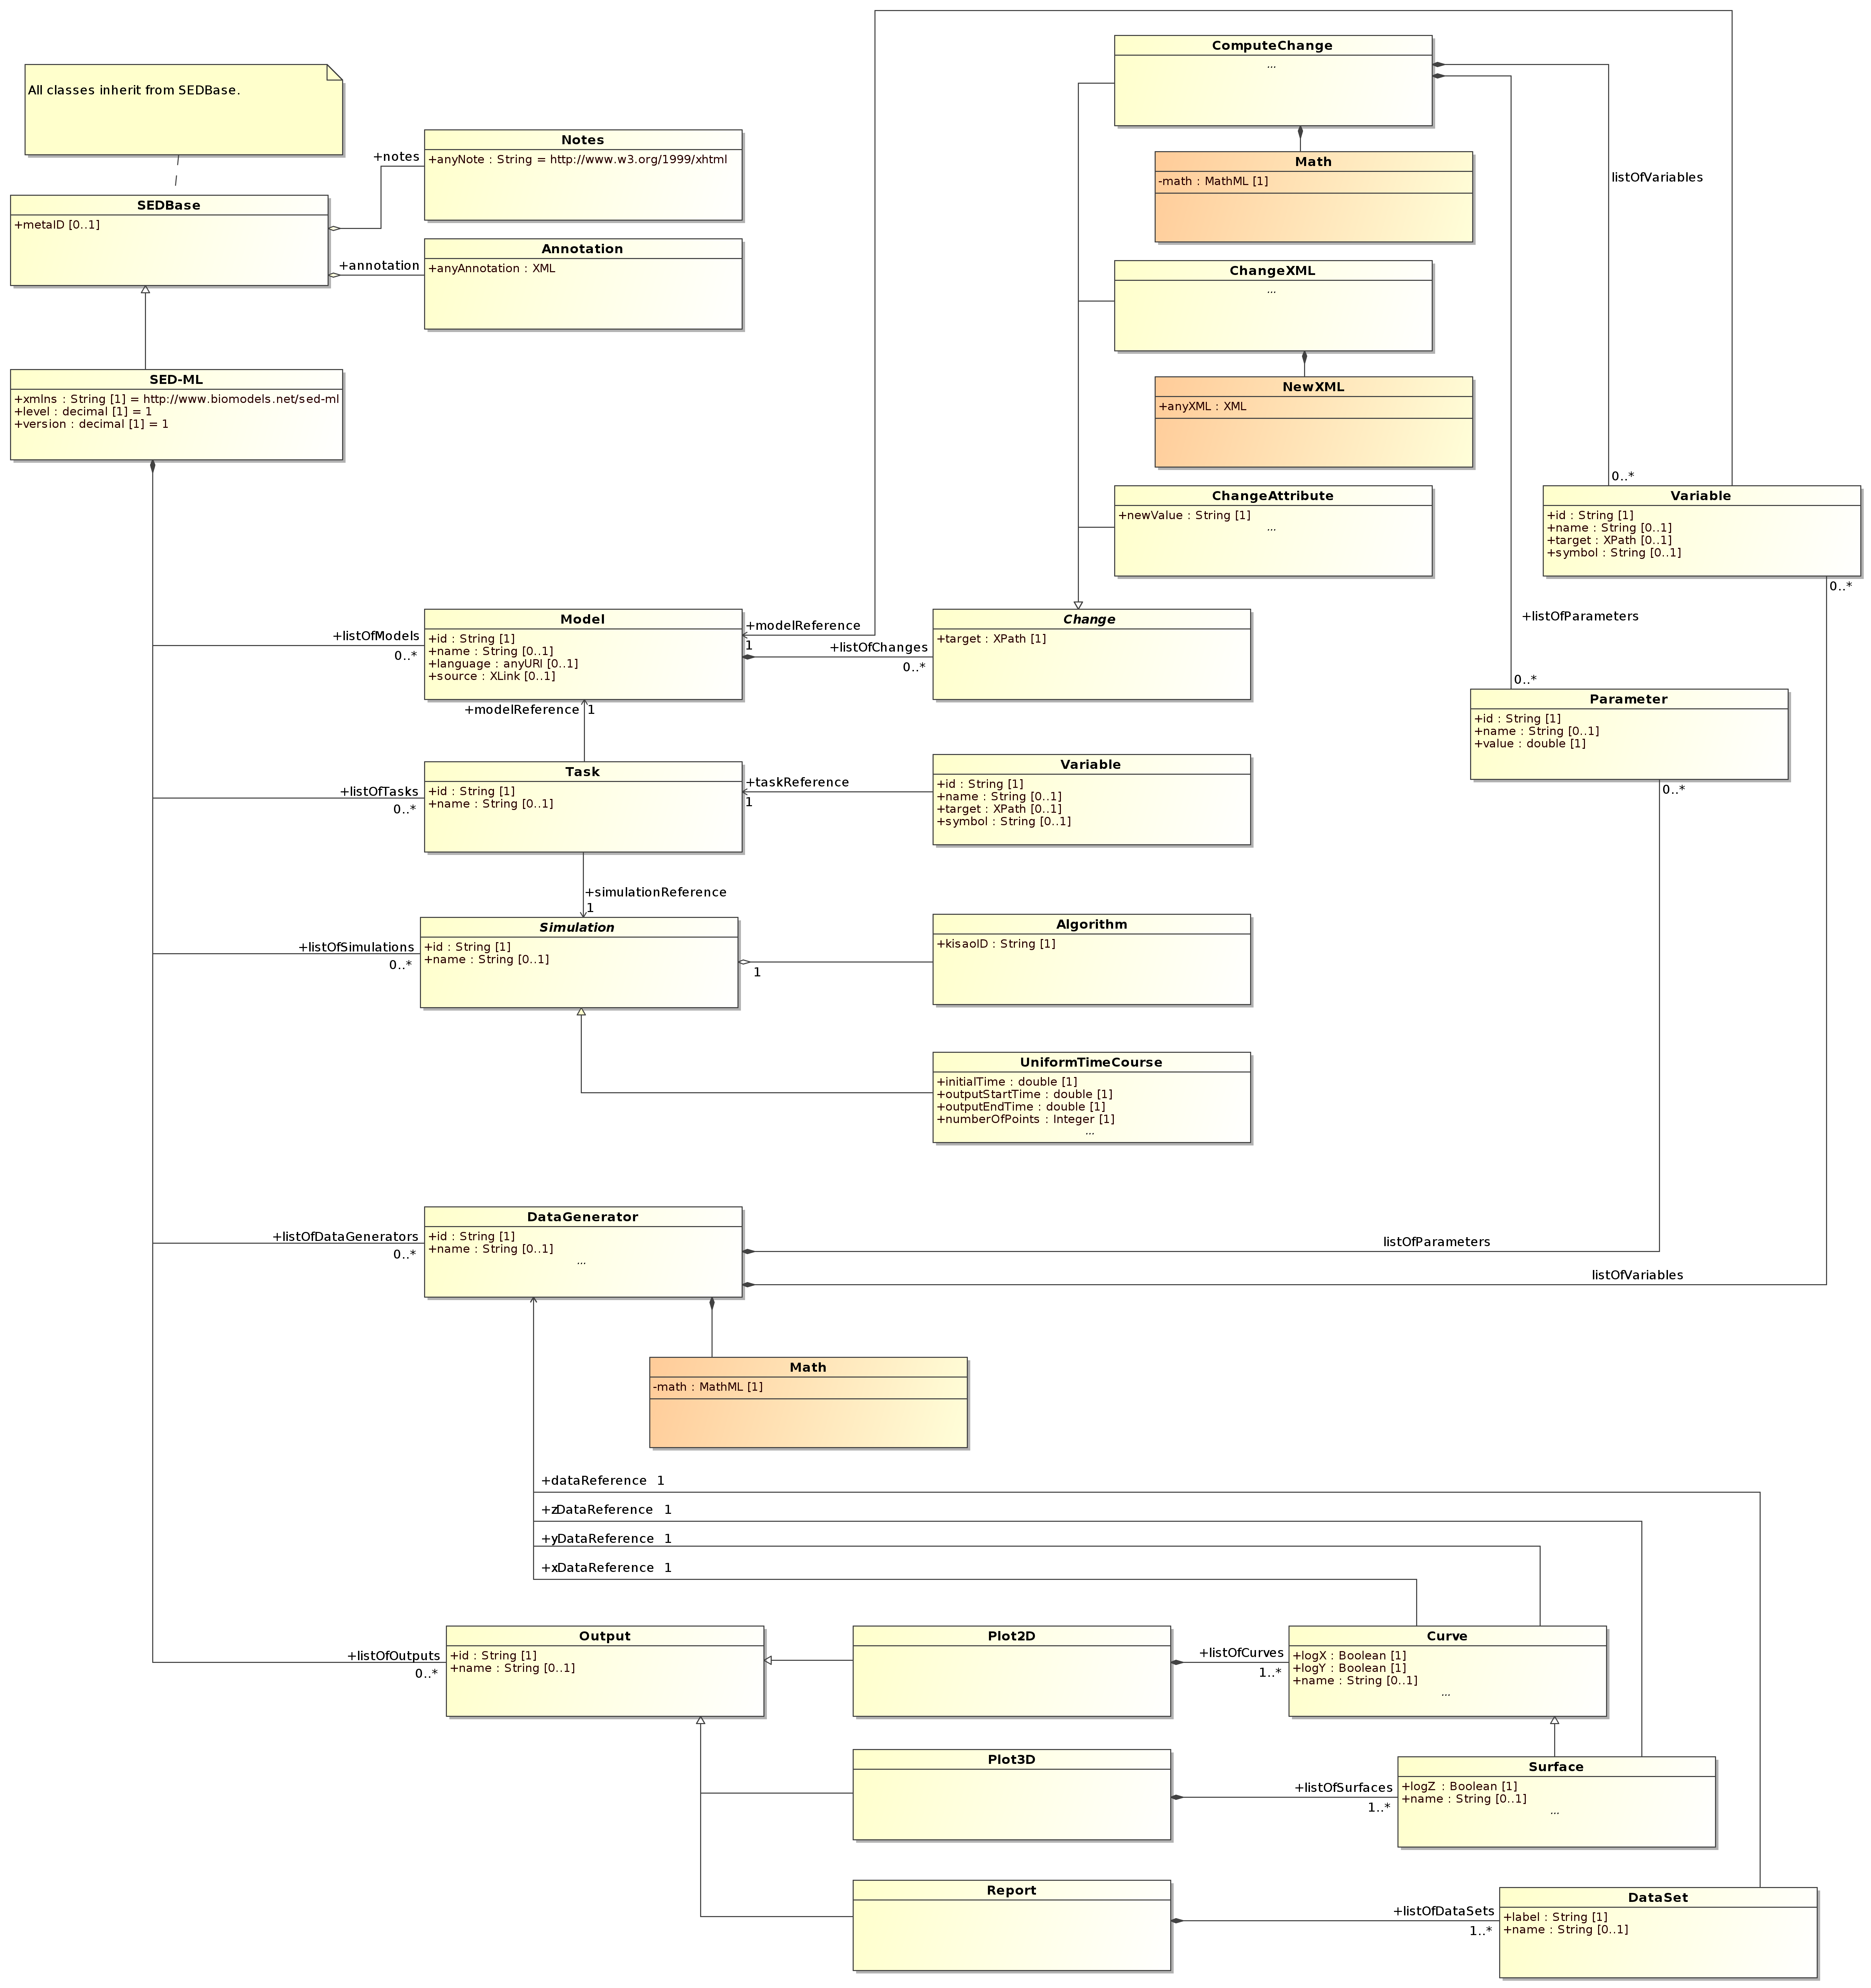 All classes inherit from SEDBase.
SEDBase
+metaID [0..1]
+notes
Notes
+anyNote : String = http://www.w3.org/1999/xhtml
+annotation
Annotation
+anyAnnotation : XML
SED-ML
+xmlns : String [1] = http://www.biomodels.net/sed-ml
+level : decimal [1] = 1
+version : decimal [1] = 1
ComputeChange
...
Math
-math : MathML [1]
ChangeXML
...
NewXML
+anyXML : XML
ChangeAttribute
+newValue : String [1]
...
listOfVariables
0..*
Variable
+id : String [1]
+name : String [0..1]
+target : XPath [0..1]
+symbol : String [0..1]
0..*
+listOfModels
0..*
Model
+id : String [1]
+name : String [0..1]
+language : anyURI [0..1]
+source : XLink [0..1]
+modelReference
1
+listOfChanges
0..*
Change
+target : XPath [1]
+listOfParameters
0..*
Parameter
+id : String [1]
+name : String [0..1]
+value : double [1]
0..*
+modelReference 1
+listOfTasks
0..*
Task
+id : String [1]
+name : String [0..1]
+taskReference
1
Variable
+id : String [1]
+name : String [0..1]
+target : XPath [0..1]
+symbol : String [0..1]
+simulationReference
1
+listOfSimulations
0..*
Simulation
+id : String [1]
+name : String [0..1]
1
Algorithm
+kisaoID : String [1]
UniformTimeCourse
+initialTime : double [1]
+outputStartTime : double [1]
+outputEndTime : double [1]
+numberOfPoints : Integer [1]
...
+listOfDataGenerators
0..*
DataGenerator
+id : String [1]
+name : String [0..1]
...
listOfParameters
listOfVariables
Math
-math : MathML [1]
+dataReference 1
+zDataReference 1
+yDataReference 1
+xDataReference 1
+listOfOutputs
0..*
Output
+id : String [1]
+name : String [0..1]
Plot2D
+listOfCurves
1..*
Curve
+logX : Boolean [1]
+logY : Boolean [1]
+name : String [0..1]
...
Plot3D
+listOfSurfaces
1..*
Surface
+logZ : Boolean [1]
+name : String [0..1]
...
Report
+listOfDataSets
1..*
DataSet
+label : String [1]
+name : String [0..1]